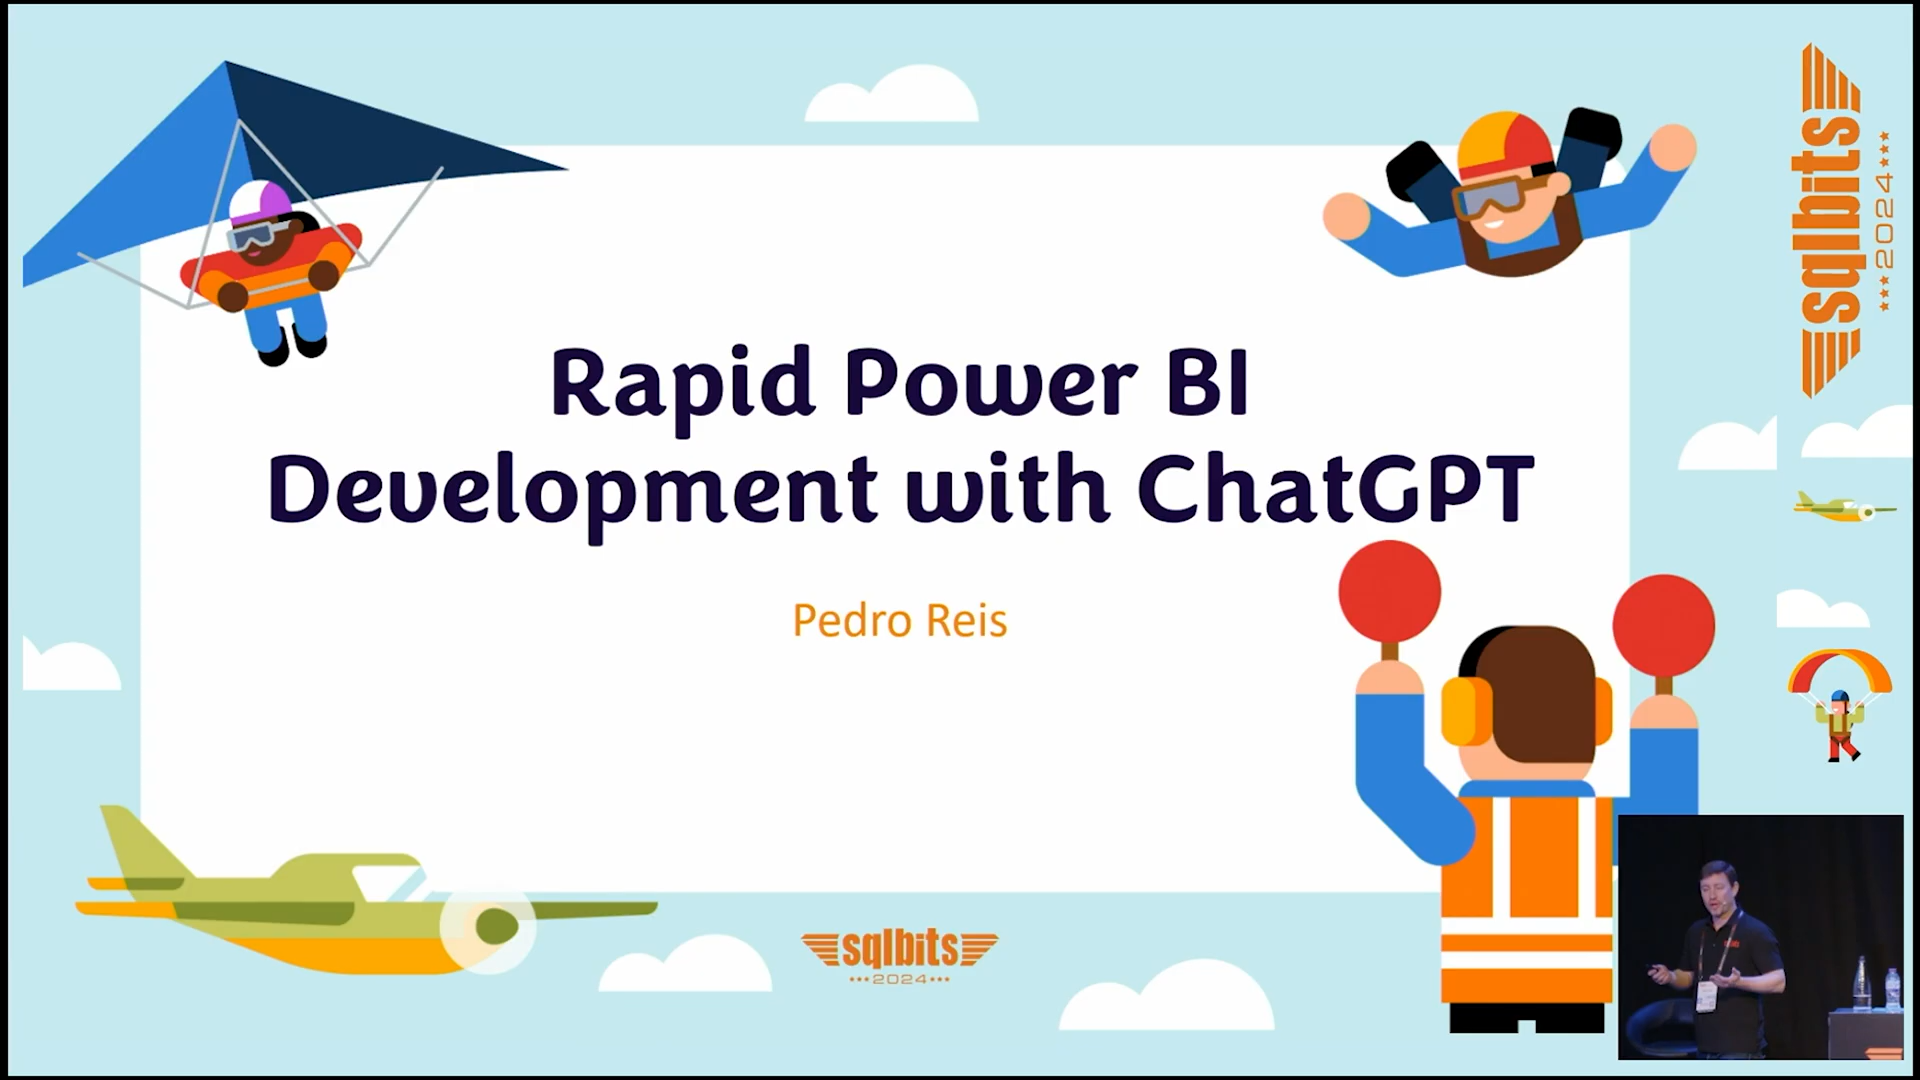 Rapid Power BI
Development with ChatGPT
Pedro Reis
sqlbits
2024
sqlbits
2024